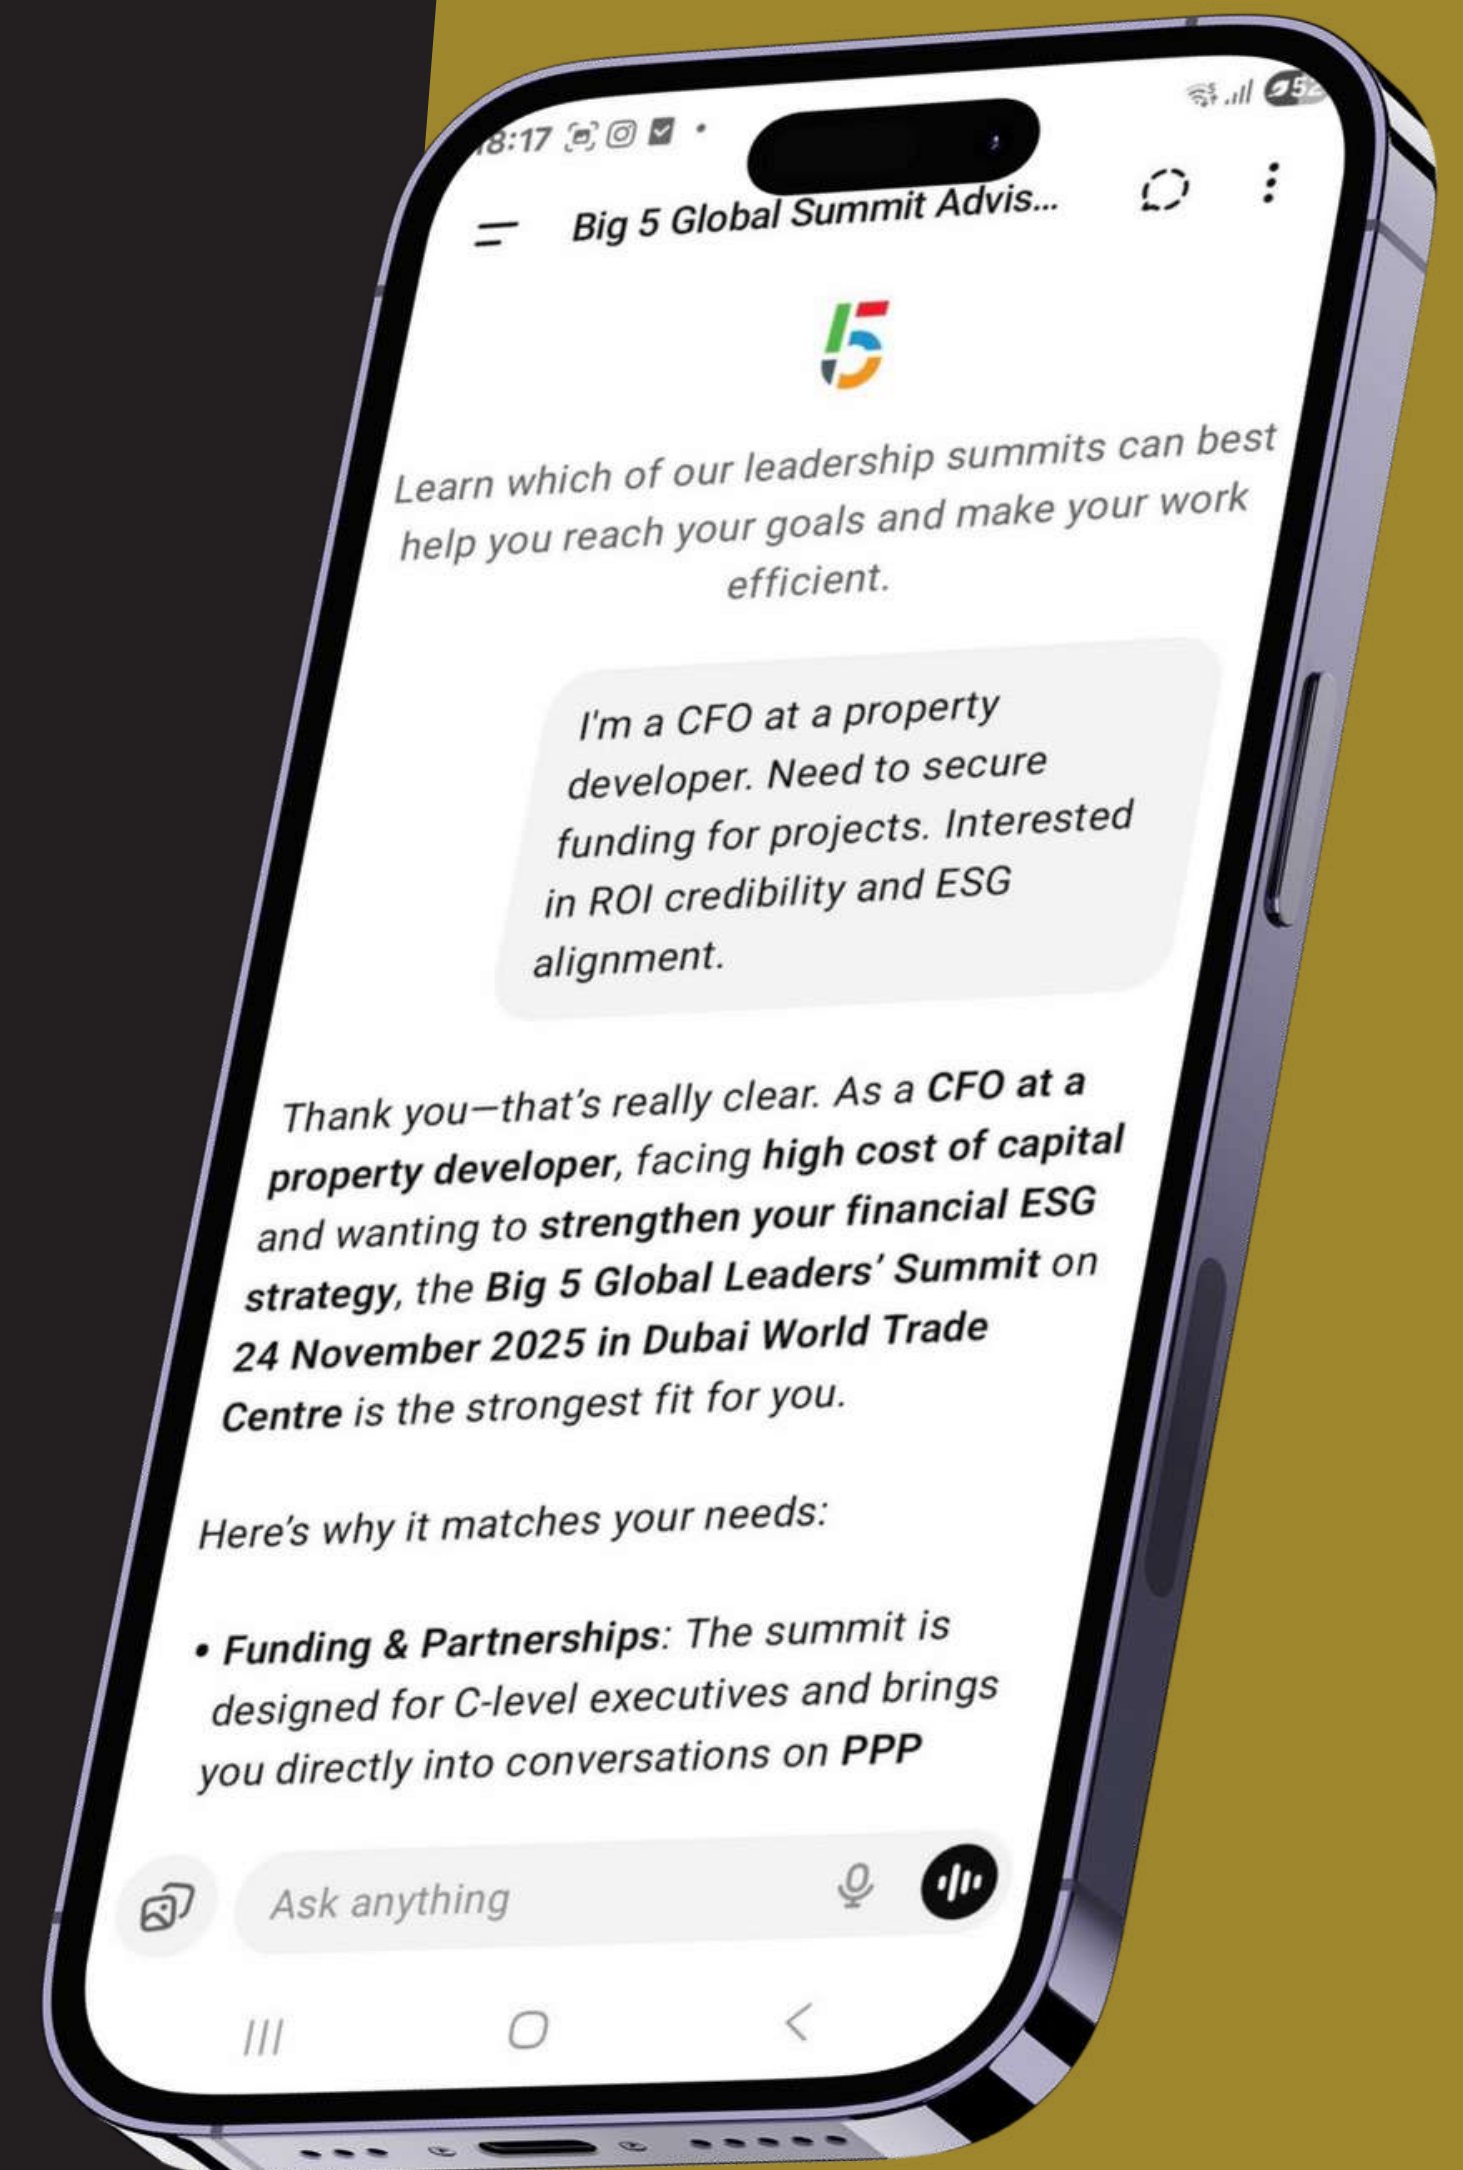 8:17
52
Big 5 Global Summit Advis...
5
Learn which of our leadership summits can best
help you reach your goals and make your work
efficient.
I'm a CFO at a property
developer. Need to secure
funding for projects. Interested
in ROI credibility and ESG
alignment.
Thank you—that's really clear. As a CFO at a
property developer, facing high cost of capital
and wanting to strengthen your financial ESG
strategy, the Big 5 Global Leaders' Summit on
24 November 2025 in Dubai World Trade
Centre is the strongest fit for you.
Here's why it matches your needs:
• Funding & Partnerships: The summit is
designed for C-level executives and brings
you directly into conversations on PPP
Ask anything